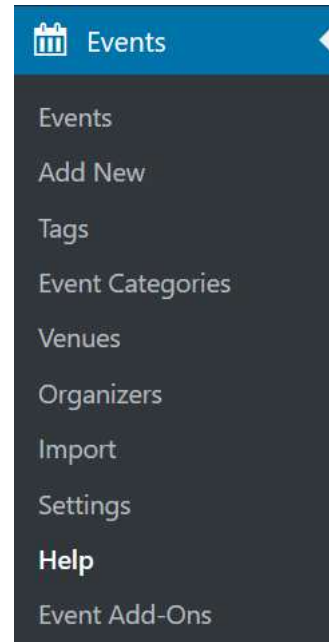 Events
Events
Add New
Tags
Event Categories
Venues
Organizers
Import
Settings
Help
Event Add-Ons